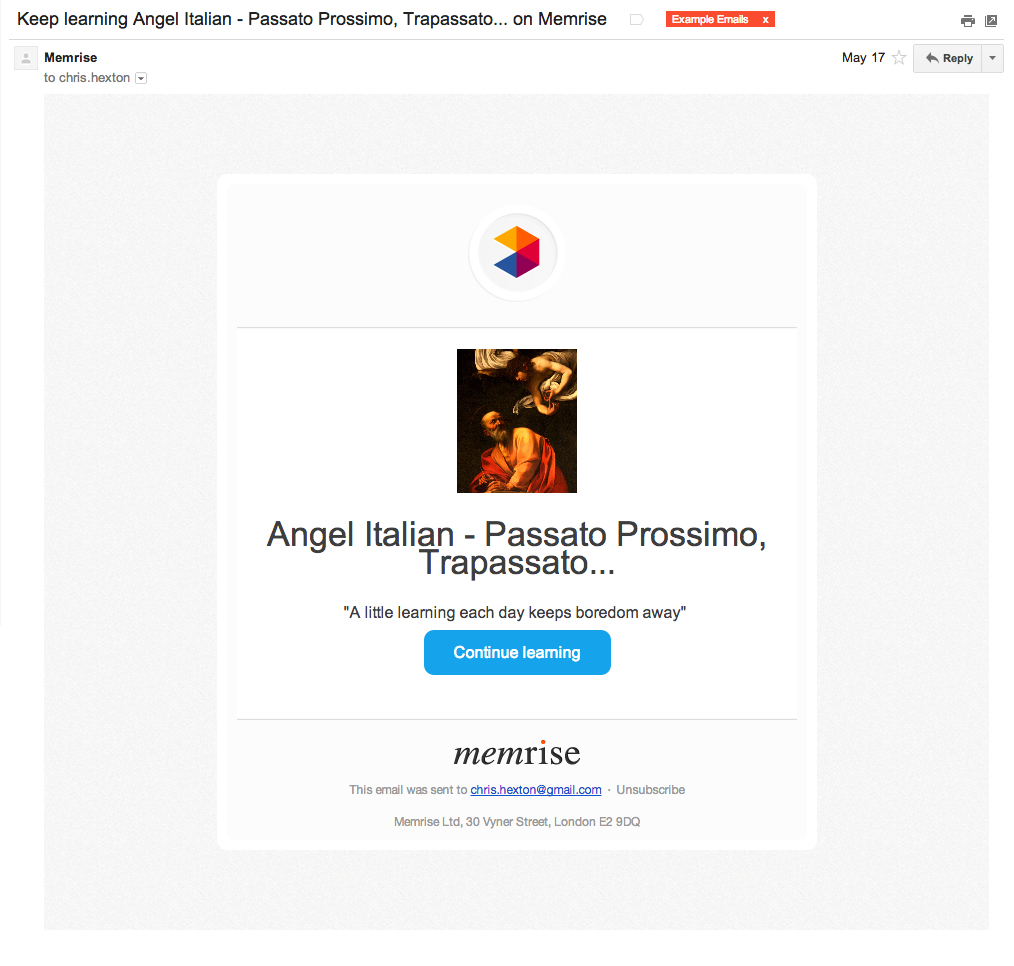 Keep learning Angel Italian - Passato Prossimo, Trapassato... on Memrise
Example Emails x
Memrise
May 17
Reply
to chris.hexton
Angel Italian - Passato Prossimo,
Trapassato...
"A little learning each day keeps boredom away"
Continue learning
memrise
This email was sent to chris.hexton@gmail.com · Unsubscribe
Memrise Ltd, 30 Vyner Street, London E2 9DQ